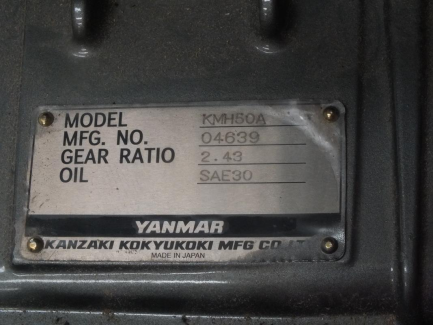 MODEL KMH50A
MFG. NO. 04639
GEAR RATIO 2.43
OIL SAE30
YANMAR
KANZAKI KOKYUKOKI MFG CO LT
MADE IN JAPAN